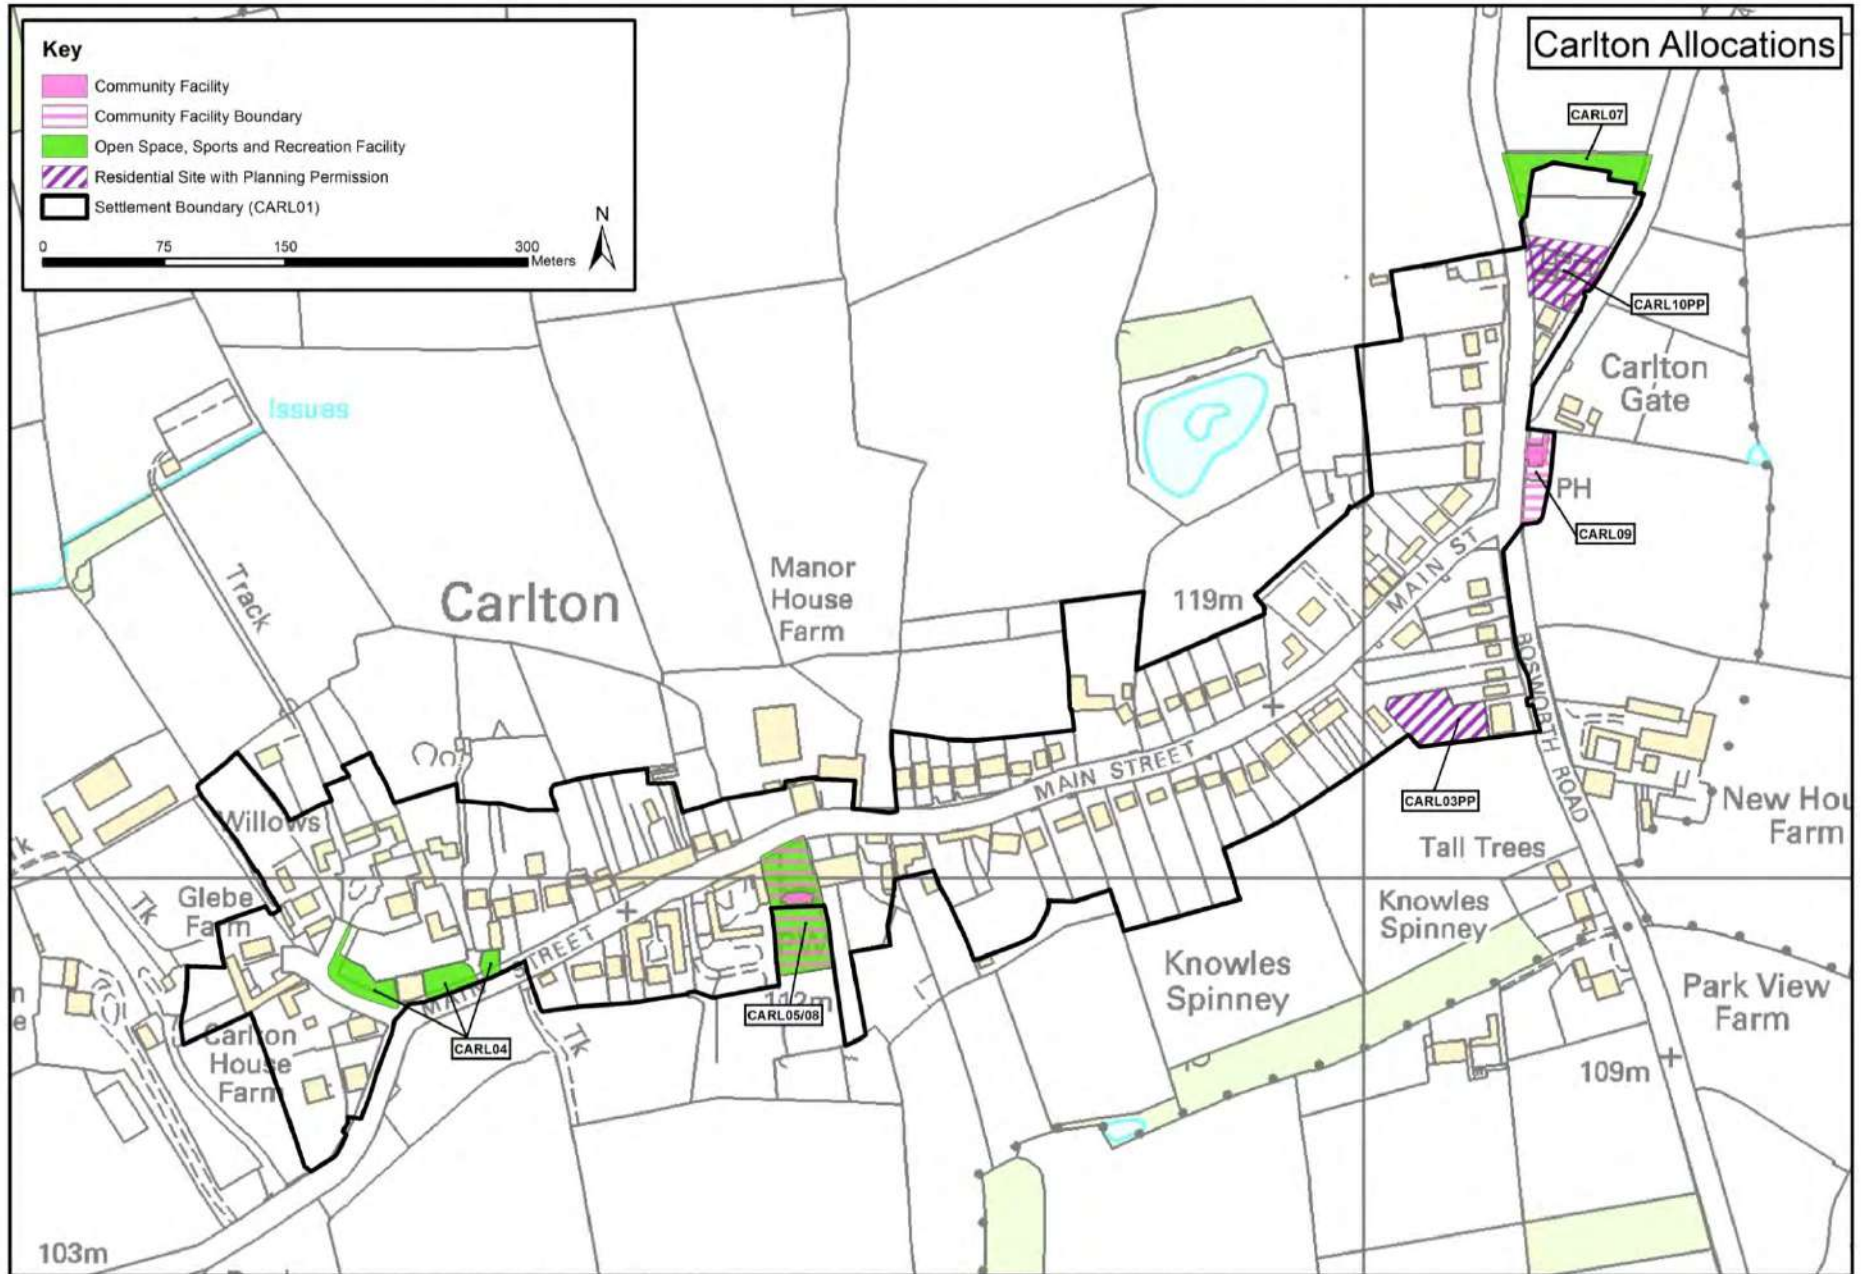 Key
Community Facility
Community Facility Boundary
Open Space, Sports and Recreation Facility
Residential Site with Planning Permission
Settlement Boundary (CARL01)
0 75 150 300
Meters
N
Carlton Allocations
CARL07
CARL10PP
Carlton
Gate
Issues
PH
CARL09
Track
Carlton
Manor
House
Farm
119m
MAIN ST
BOSWORTH ROAD
MAIN STREET
CARL03PP
New Hou
Farm
Tall Trees
Willows
Tk
Glebe
Farm
Knowles
Spinney
Knowles
Spinney
Park View
Farm
MAIN STREET
112m
CARL05/08
CARL04
Tk
Carlton
House
Farm
Tk
109m
103m